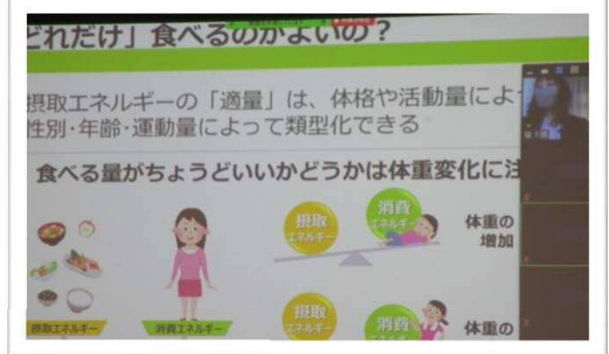 どれだけ」食べるのがよいの？
摂取エネルギーの「適量」は、体格や活動量によ
性別・年齢・運動量によって類型化できる
食べる量がちょうどいいかどうかは体重変化に注
摂取
エネルギー
消費
エネルギー
体重の
増加
摂取エネルギー
消費エネルギー
摂取
エネルギー
消費
エネルギー
体重の